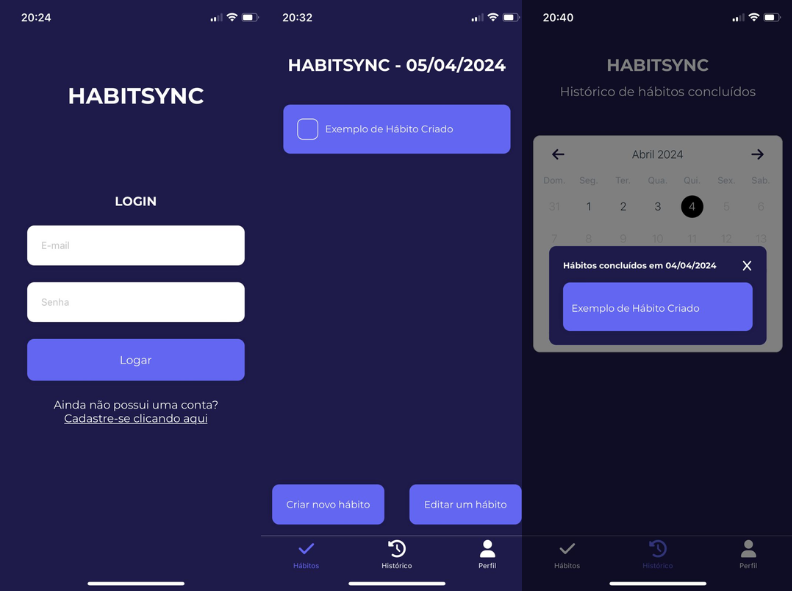 20:24
HABITSYNC
LOGIN
E-mail
Senha
Logar
Ainda não possui uma conta?
Cadastre-se clicando aqui
20:32
HABITSYNC - 05/04/2024
Exemplo de Hábito Criado
Criar novo hábito
Editar um hábito
Hábitos
Histórico
Perfil
20:40
HABITSYNC
Histórico de hábitos concluídos
Abril 2024
Dom. Seg. Ter. Qua. Qui. Sex. Sab.
31 1 2 3 4 5 6
7 8 9 10 11 12 13
Hábitos concluídos em 04/04/2024 X
Exemplo de Hábito Criado
Hábitos
Histórico
Perfil